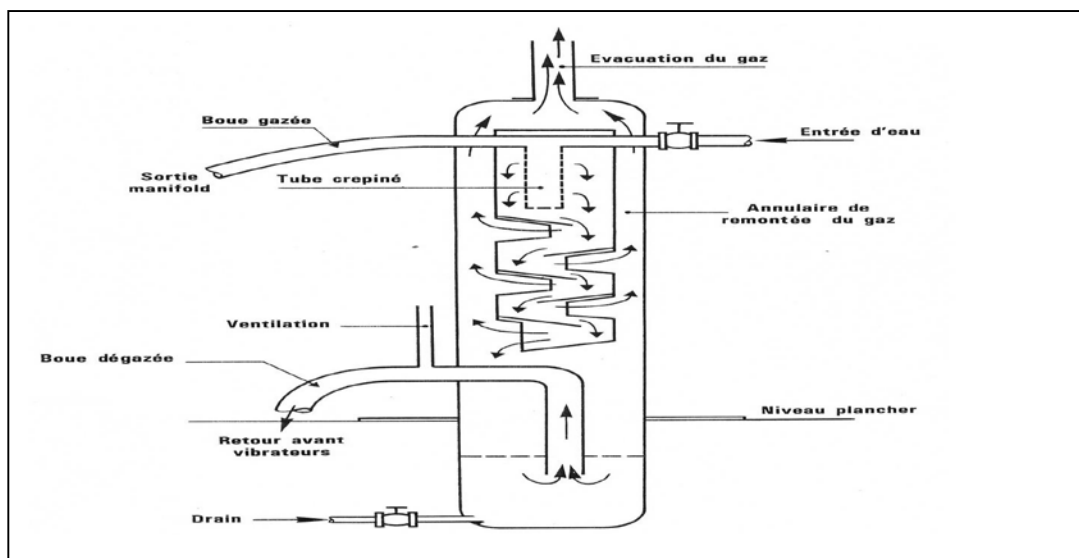 Evacuation du gaz
Boue gazée
Entrée d'eau
Sortie
manifold
Tube crepiné
Annulaire de
remontée du gaz
Ventilation
Boue dégazée
Niveau plancher
Retour avant
vibrateurs
Drain